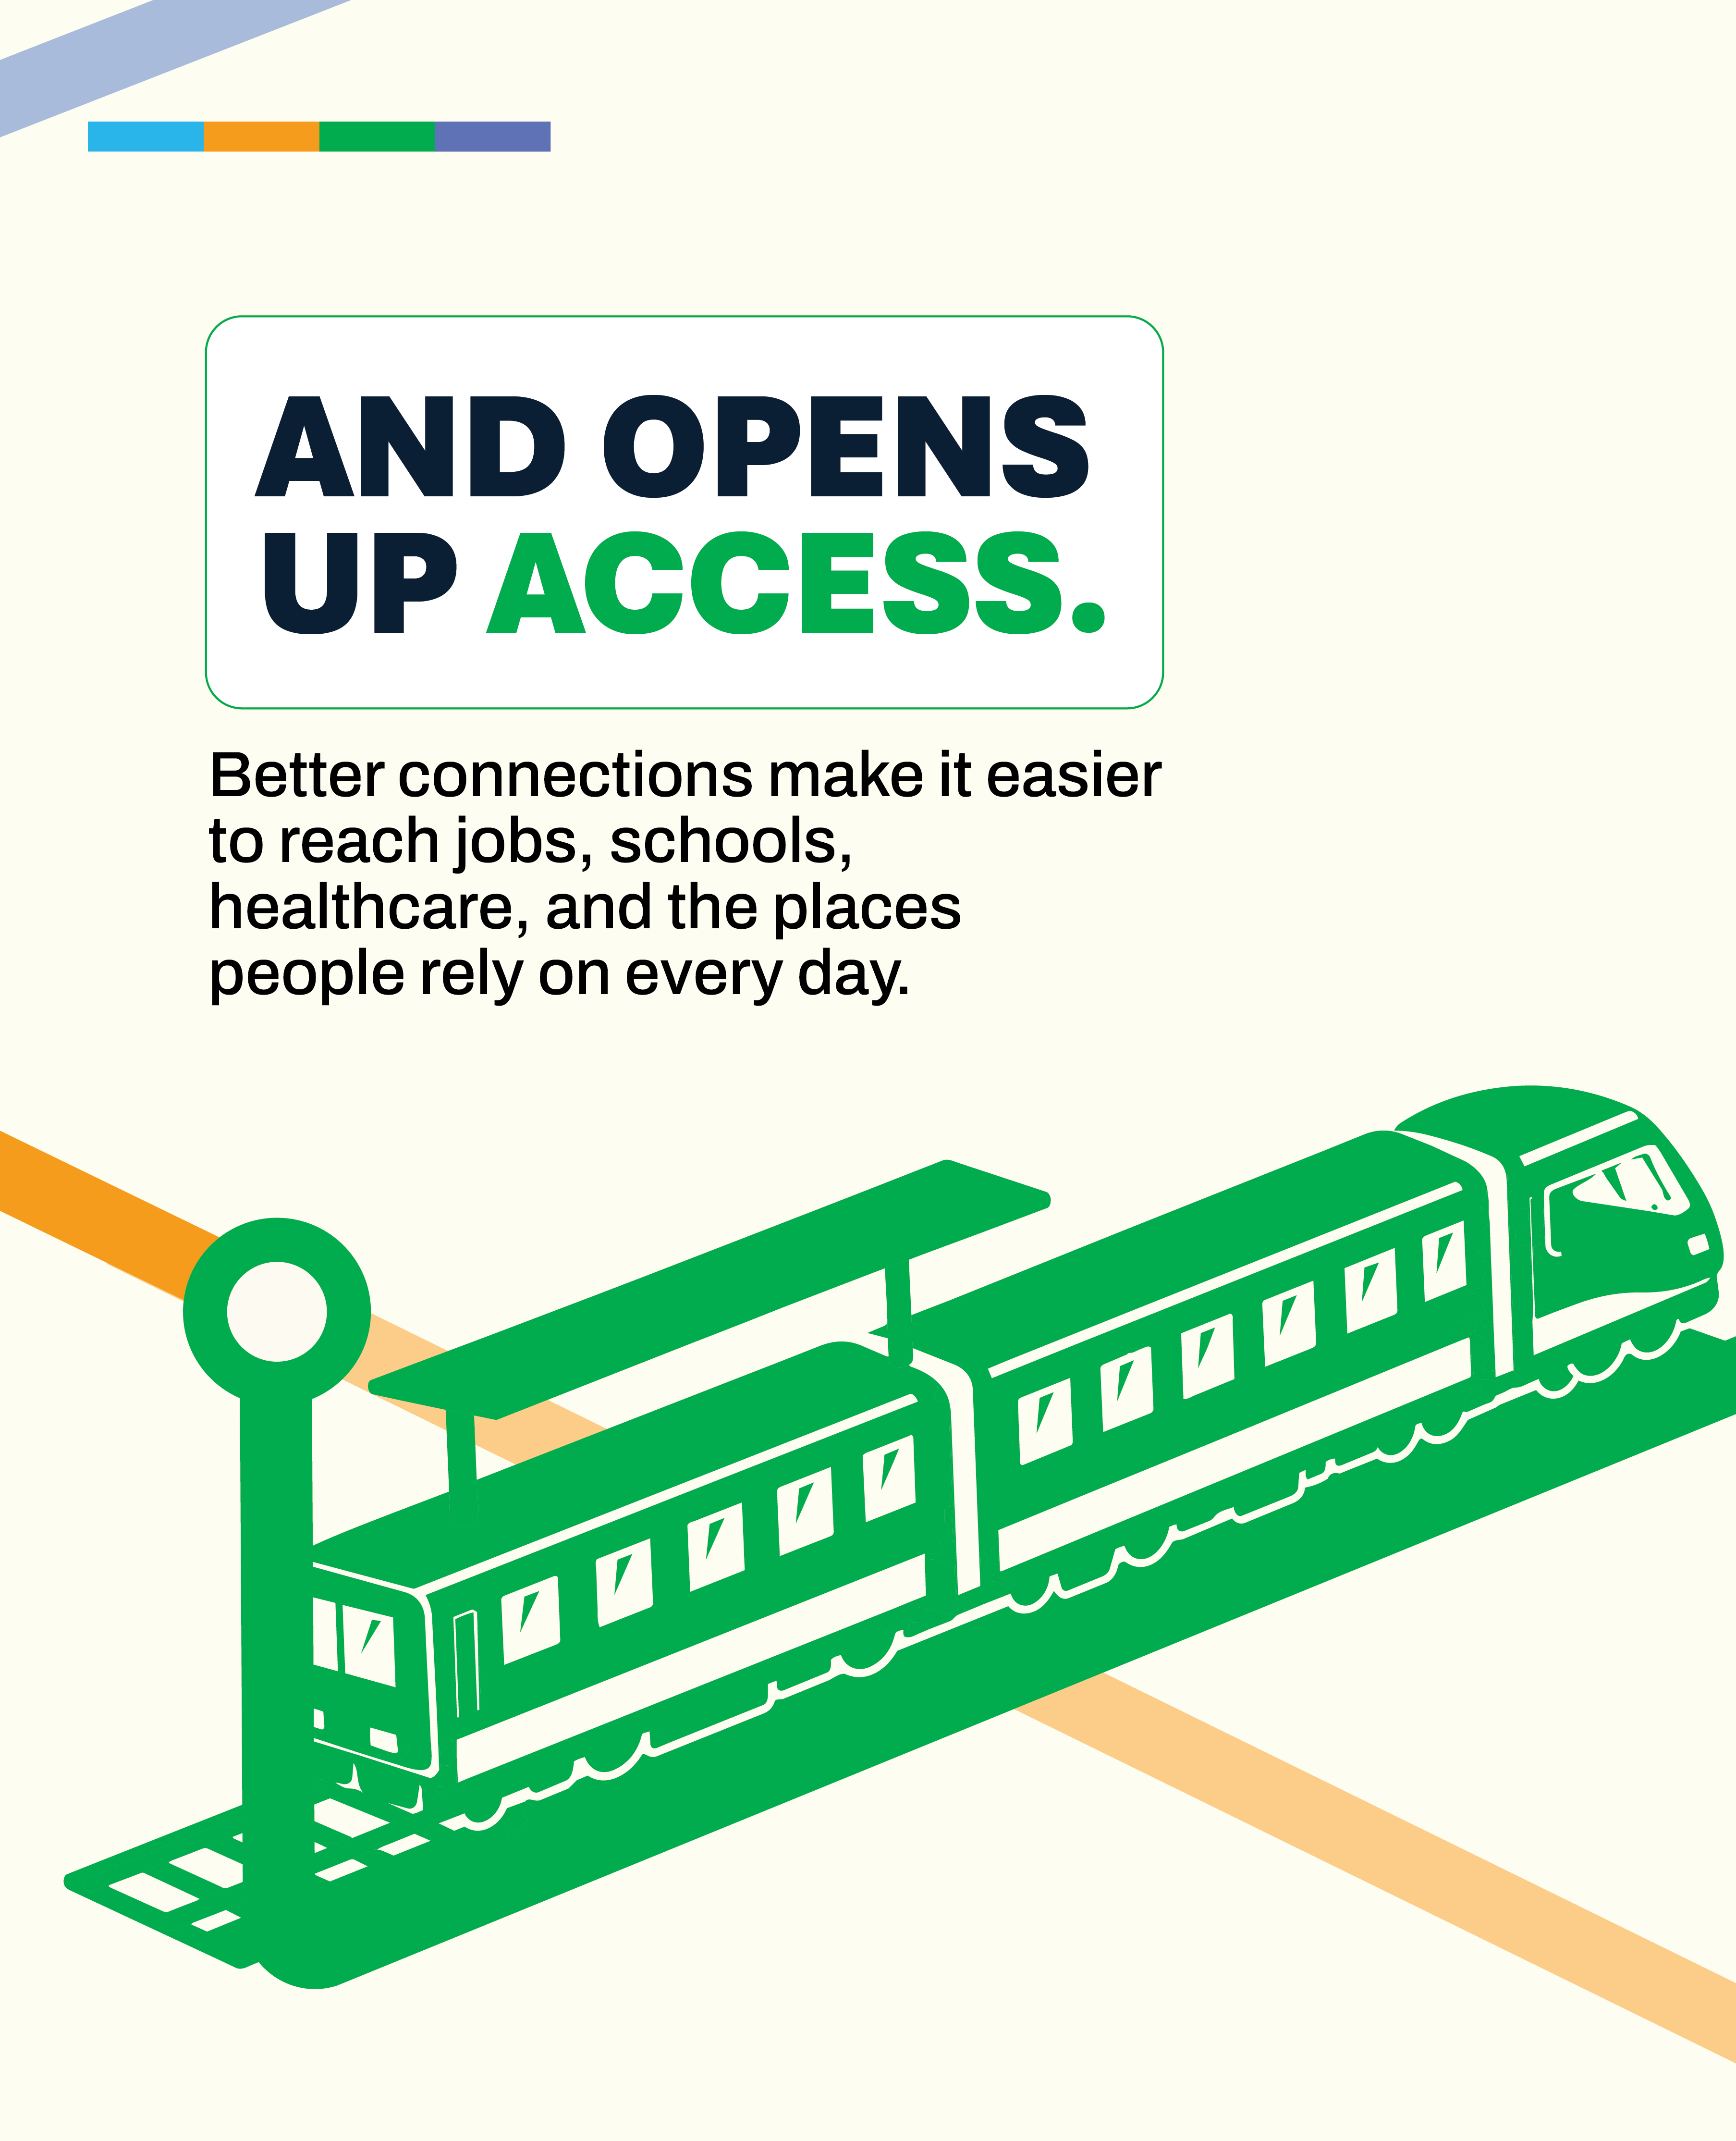 AND OPENS
UP ACCESS.
Better connections make it easier
to reach jobs, schools,
healthcare, and the places
people rely on every day.